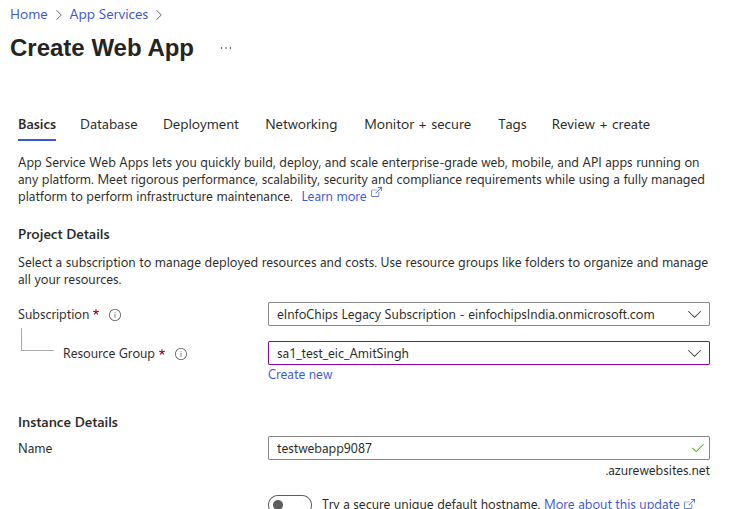 Home > App Services >
Create Web App ...
Basics Database Deployment Networking Monitor + secure Tags Review + create
App Service Web Apps lets you quickly build, deploy, and scale enterprise-grade web, mobile, and API apps running on
any platform. Meet rigorous performance, scalability, security and compliance requirements while using a fully managed
platform to perform infrastructure maintenance. Learn more
Project Details
Select a subscription to manage deployed resources and costs. Use resource groups like folders to organize and manage
all your resources.
Subscription *
eInfoChips Legacy Subscription - einfochipsIndia.onmicrosoft.com
Resource Group *
sa1_test_eic_AmitSingh
Create new
Instance Details
Name
testwebapp9087
.azurewebsites.net
Try a secure unique default hostname. More about this update